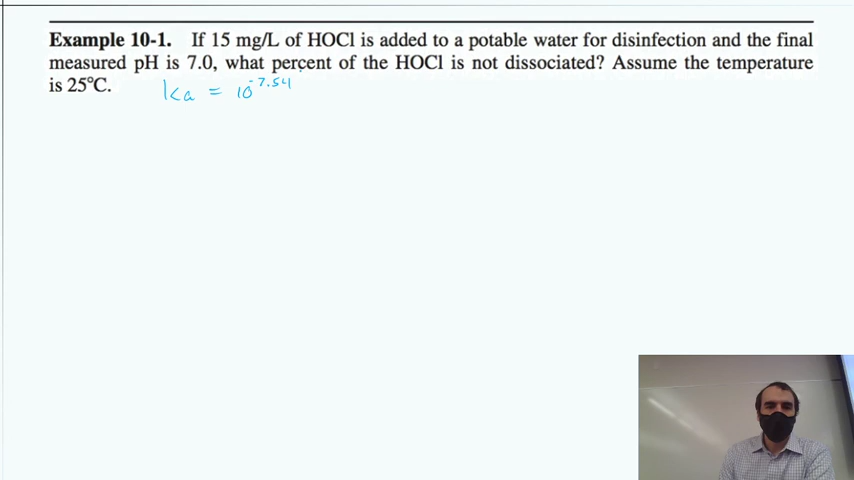 Example 10-1. If 15 mg/L of HOCl is added to a potable water for disinfection and the final
measured pH is 7.0, what percent of the HOCl is not dissociated? Assume the temperature
is 25°C.
Ka = 10^-7.54